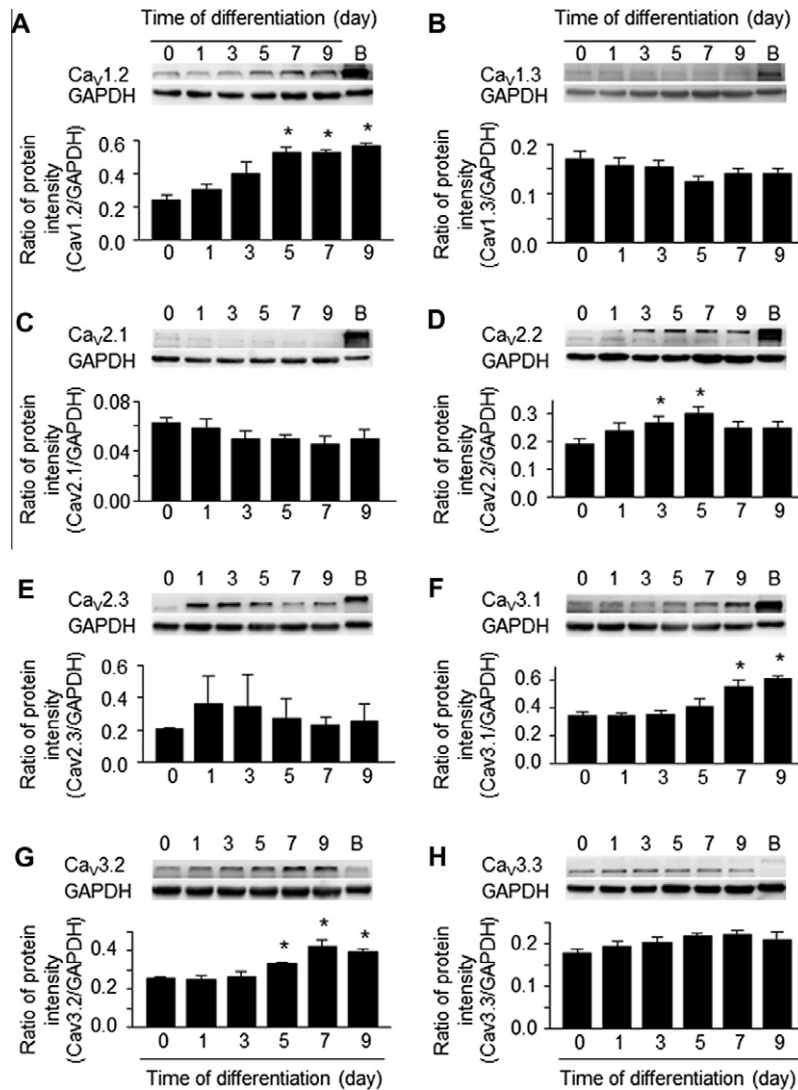 A
Time of differentiation (day)
0 1 3 5 7 9 B
CaV1.2
GAPDH
Ratio of protein
intensity
(Cav1.2/GAPDH)
0.6
0.4
0.2
0.0
* * *
0 1 3 5 7 9
B
Time of differentiation (day)
0 1 3 5 7 9 B
CaV1.3
GAPDH
Ratio of protein
intensity
(Cav1.3/GAPDH)
0.2
0.1
0.0
0 1 3 5 7 9
C
0 1 3 5 7 9 B
CaV2.1
GAPDH
Ratio of protein
intensity
(Cav2.1/GAPDH)
0.08
0.04
0.00
0 1 3 5 7 9
D
0 1 3 5 7 9 B
CaV2.2
GAPDH
Ratio of protein
intensity
(Cav2.2/GAPDH)
0.3
0.2
0.1
0.0
* *
0 1 3 5 7 9
E
0 1 3 5 7 9 B
CaV2.3
GAPDH
Ratio of protein
intensity
(Cav2.3/GAPDH)
0.6
0.4
0.2
0.0
0 1 3 5 7 9
F
0 1 3 5 7 9 B
CaV3.1
GAPDH
Ratio of protein
intensity
(Cav3.1/GAPDH)
0.6
0.4
0.2
0.0
* *
0 1 3 5 7 9
G
0 1 3 5 7 9 B
CaV3.2
GAPDH
Ratio of protein
intensity
(Cav3.2/GAPDH)
0.4
0.2
0.0
* * *
0 1 3 5 7 9
Time of differentiation (day)
H
0 1 3 5 7 9 B
CaV3.3
GAPDH
Ratio of protein
intensity
(Cav3.3/GAPDH)
0.2
0.1
0.0
0 1 3 5 7 9
Time of differentiation (day)